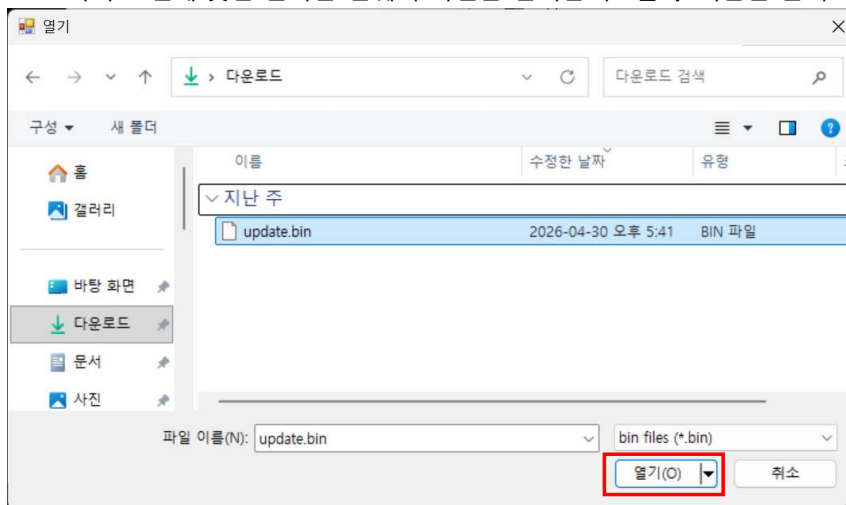 열기
다운로드
다운로드 검색
구성
새 폴더
이름
수정한 날짜
유형
홈
갤러리
지난 주
update.bin
2026-04-30 오후 5:41
BIN 파일
바탕 화면
다운로드
문서
사진
파일 이름(N):
update.bin
bin files (*.bin)
열기(O)
취소